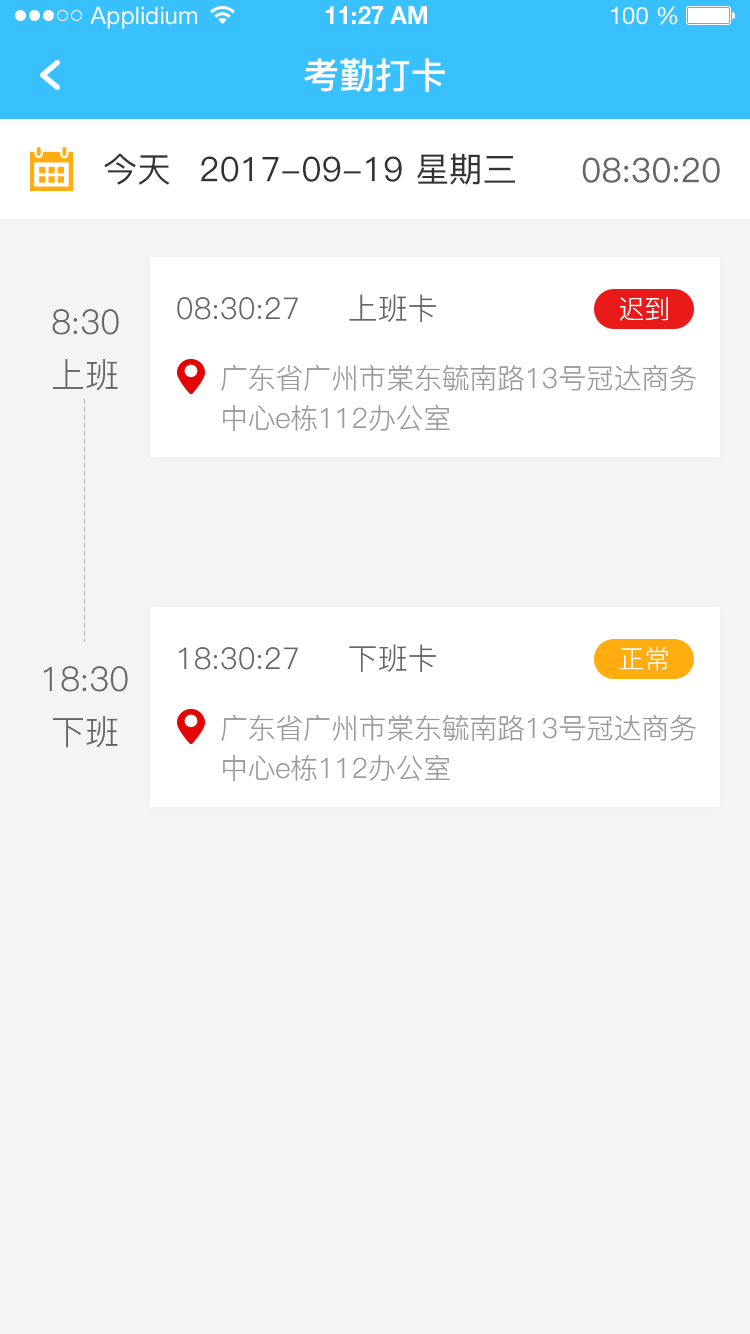 Applidium 11:27 AM 100 %
考勤打卡
今天 2017-09-19 星期三 08:30:20
8:30
上班
08:30:27 上班卡 迟到
广东省广州市棠东毓南路13号冠达商务
中心e栋112办公室
18:30
下班
18:30:27 下班卡 正常
广东省广州市棠东毓南路13号冠达商务
中心e栋112办公室